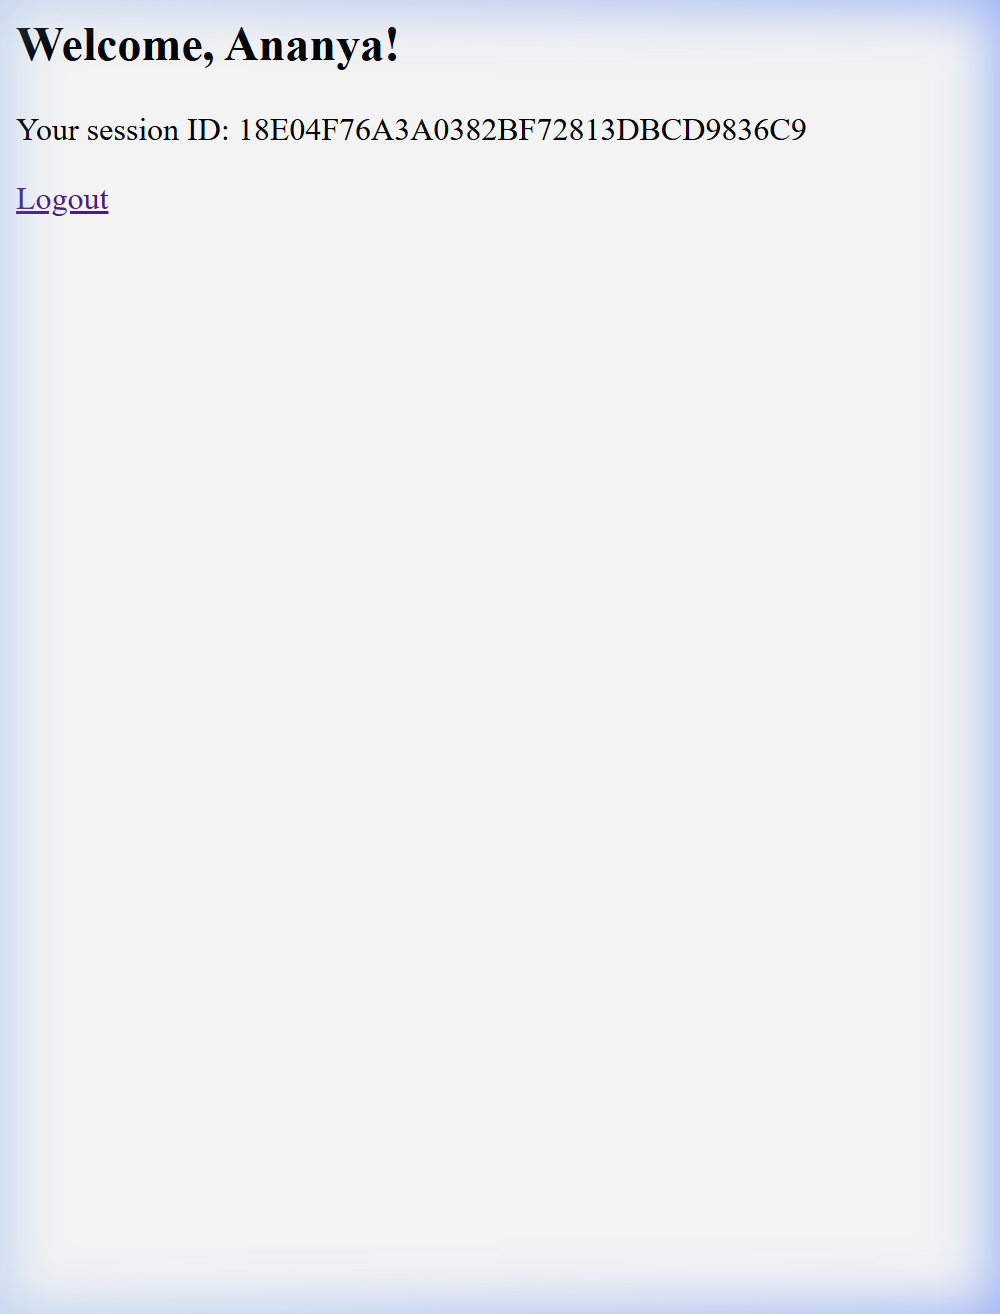 Welcome, Ananya!
Your session ID: 18E04F76A3A0382BF72813DBCD9836C9
Logout